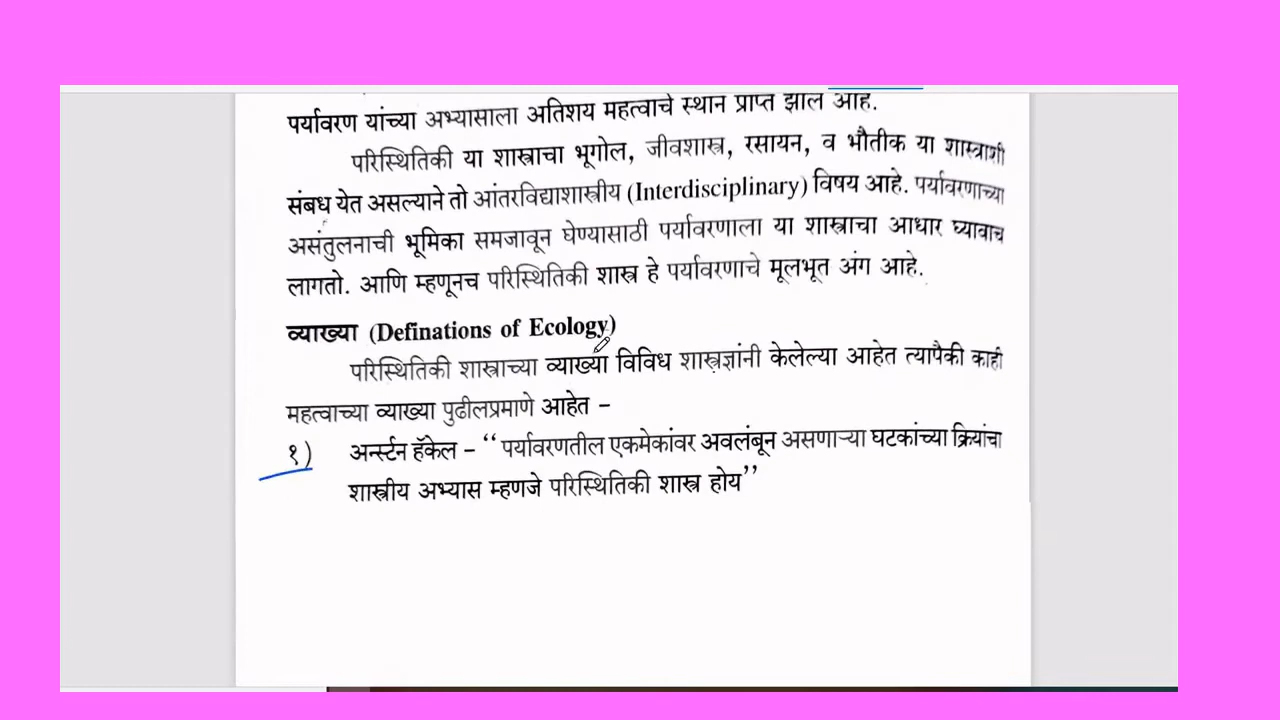 पर्यावरण यांच्या अभ्यासाला अतिशय महत्वाचे स्थान प्राप्त झाले आहे.
परिस्थितिकी या शास्त्राचा भूगोल, जीवशास्त्र, रसायन, व भौतीक या शास्त्राशी
संबध येत असल्याने तो आंतरविद्याशास्त्रीय (Interdisciplinary) विषय आहे. पर्यावरणाच्या
असंतुलनाची भूमिका समजावून घेण्यासाठी पर्यावरणाला या शास्त्राचा आधार घ्यावाच
लागतो. आणि म्हणूनच परिस्थितिकी शास्त्र हे पर्यावरणाचे मूलभूत अंग आहे.
व्याख्या (Definations of Ecology)
परिस्थितिकी शास्त्राच्या व्याख्या विविध शास्त्रज्ञांनी केलेल्या आहेत त्यापैकी काही
महत्वाच्या व्याख्या पुढीलप्रमाणे आहेत –
१) अर्न्स्टन हॅकेल – “पर्यावरणतील एकमेकांवर अवलंबून असणाऱ्या घटकांच्या क्रियांचा
शास्त्रीय अभ्यास म्हणजे परिस्थितिकी शास्त्र होय”